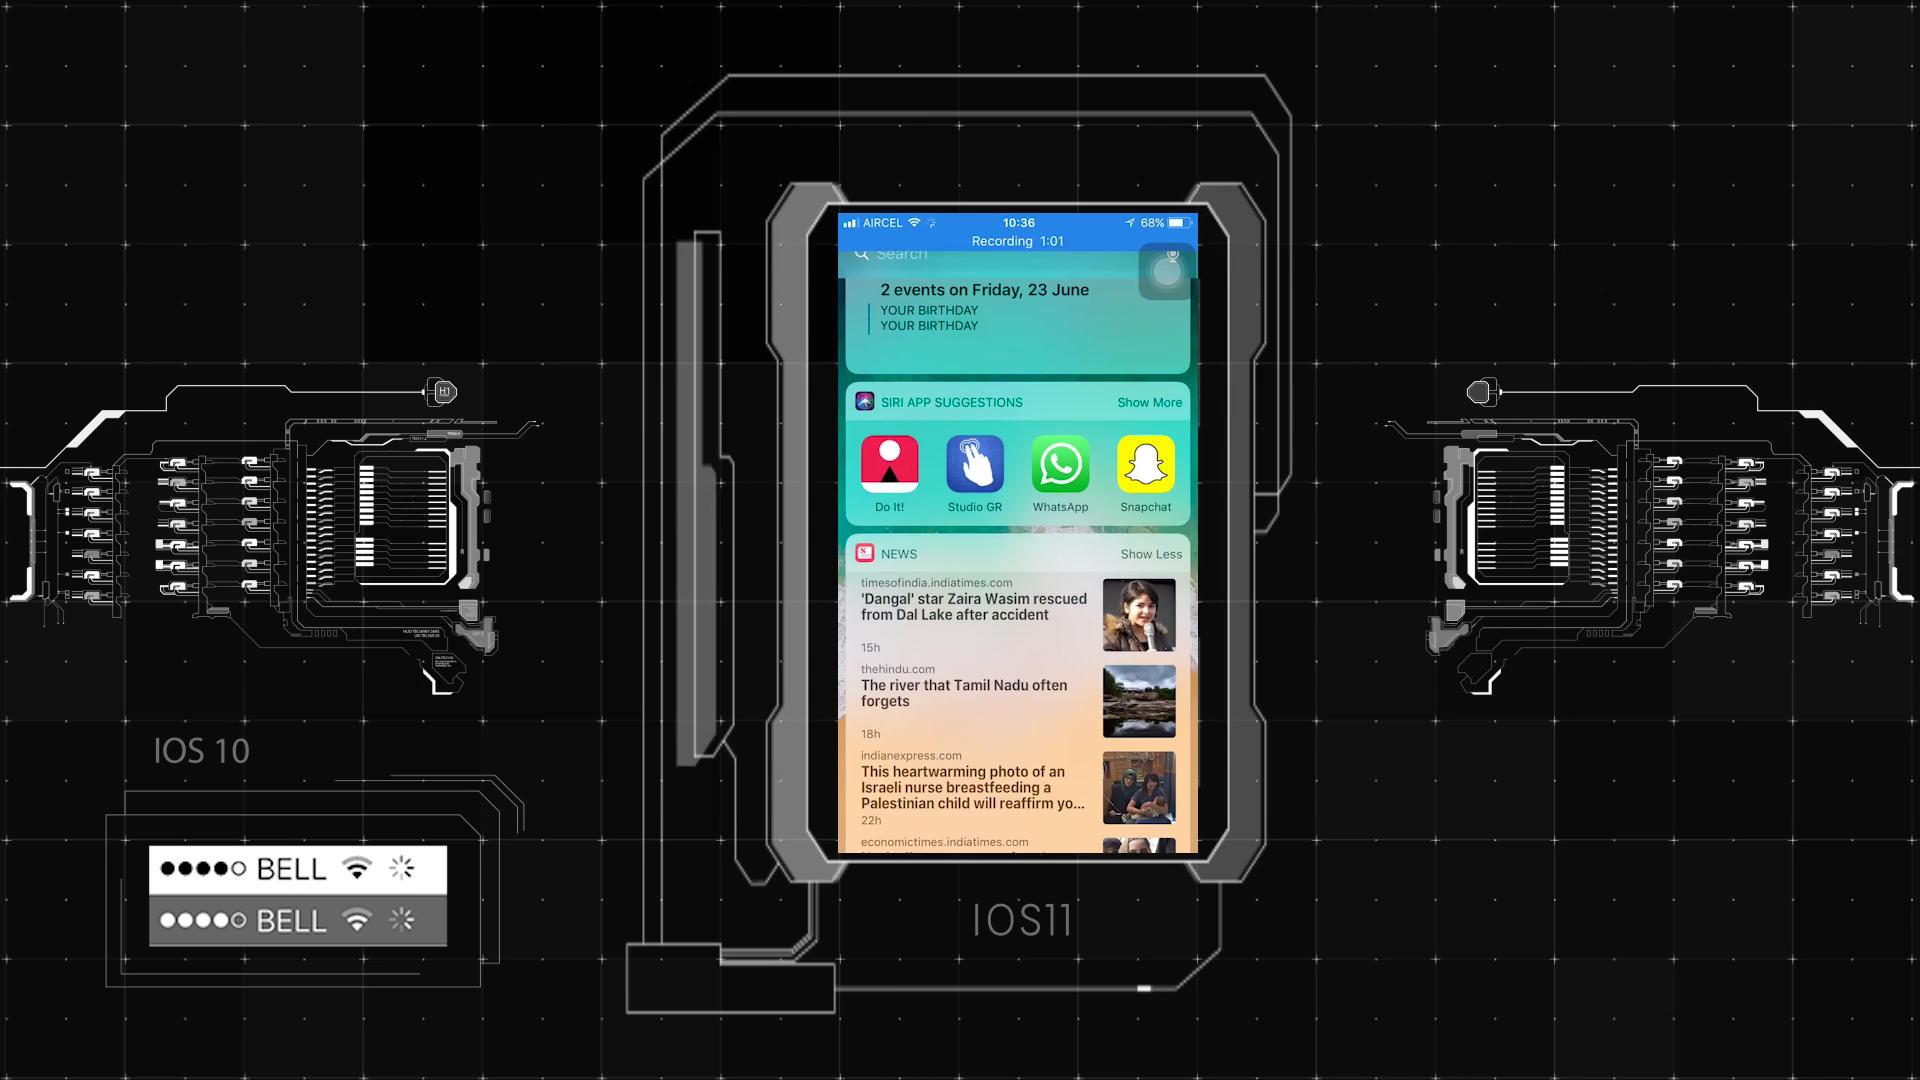 AIRCEL
10:36
68%
Recording 1:01
Search
2 events on Friday, 23 June
YOUR BIRTHDAY
YOUR BIRTHDAY
SIRI APP SUGGESTIONS
Show More
Do It!
Studio GR
WhatsApp
Snapchat
NEWS
Show Less
timesofindia.indiatimes.com
'Dangal' star Zaira Wasim rescued
from Dal Lake after accident
15h
thehindu.com
The river that Tamil Nadu often
forgets
18h
indianexpress.com
This heartwarming photo of an
Israeli nurse breastfeeding a
Palestinian child will reaffirm yo...
22h
economictimes.indiatimes.com
IOS11
H1
IOS 10
BELL
BELL